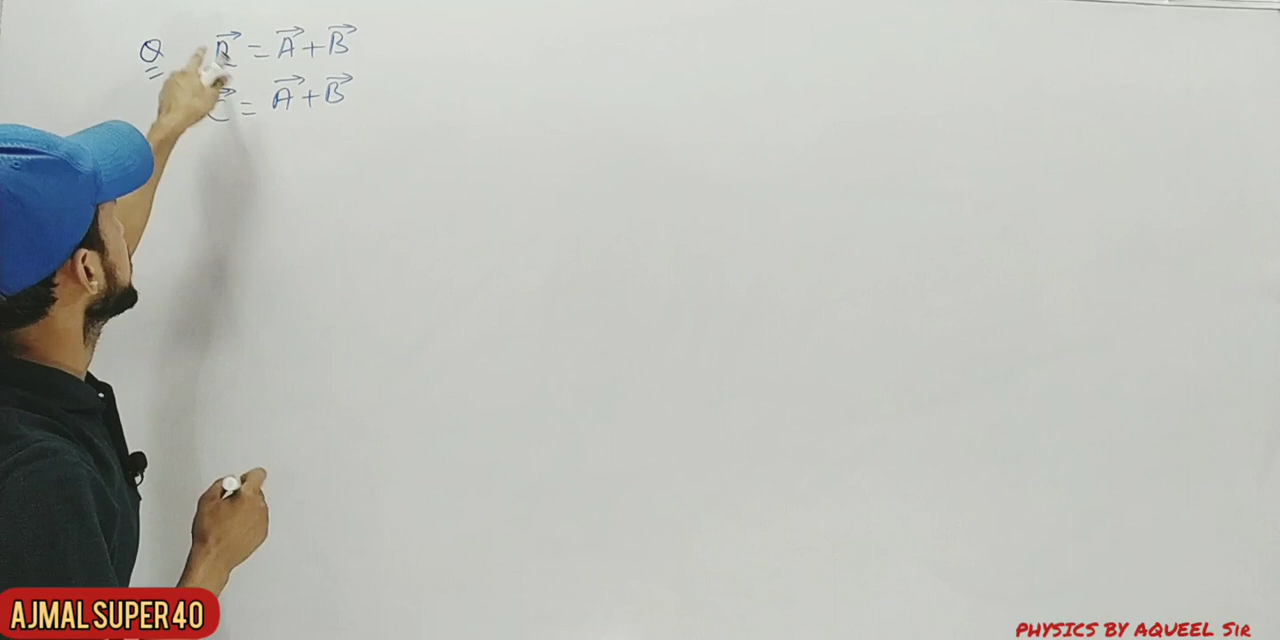 Q R⃗ = A⃗ + B⃗
C⃗ = A⃗ + B⃗
AJMAL SUPER 40
PHYSICS BY AQUEEL Sir